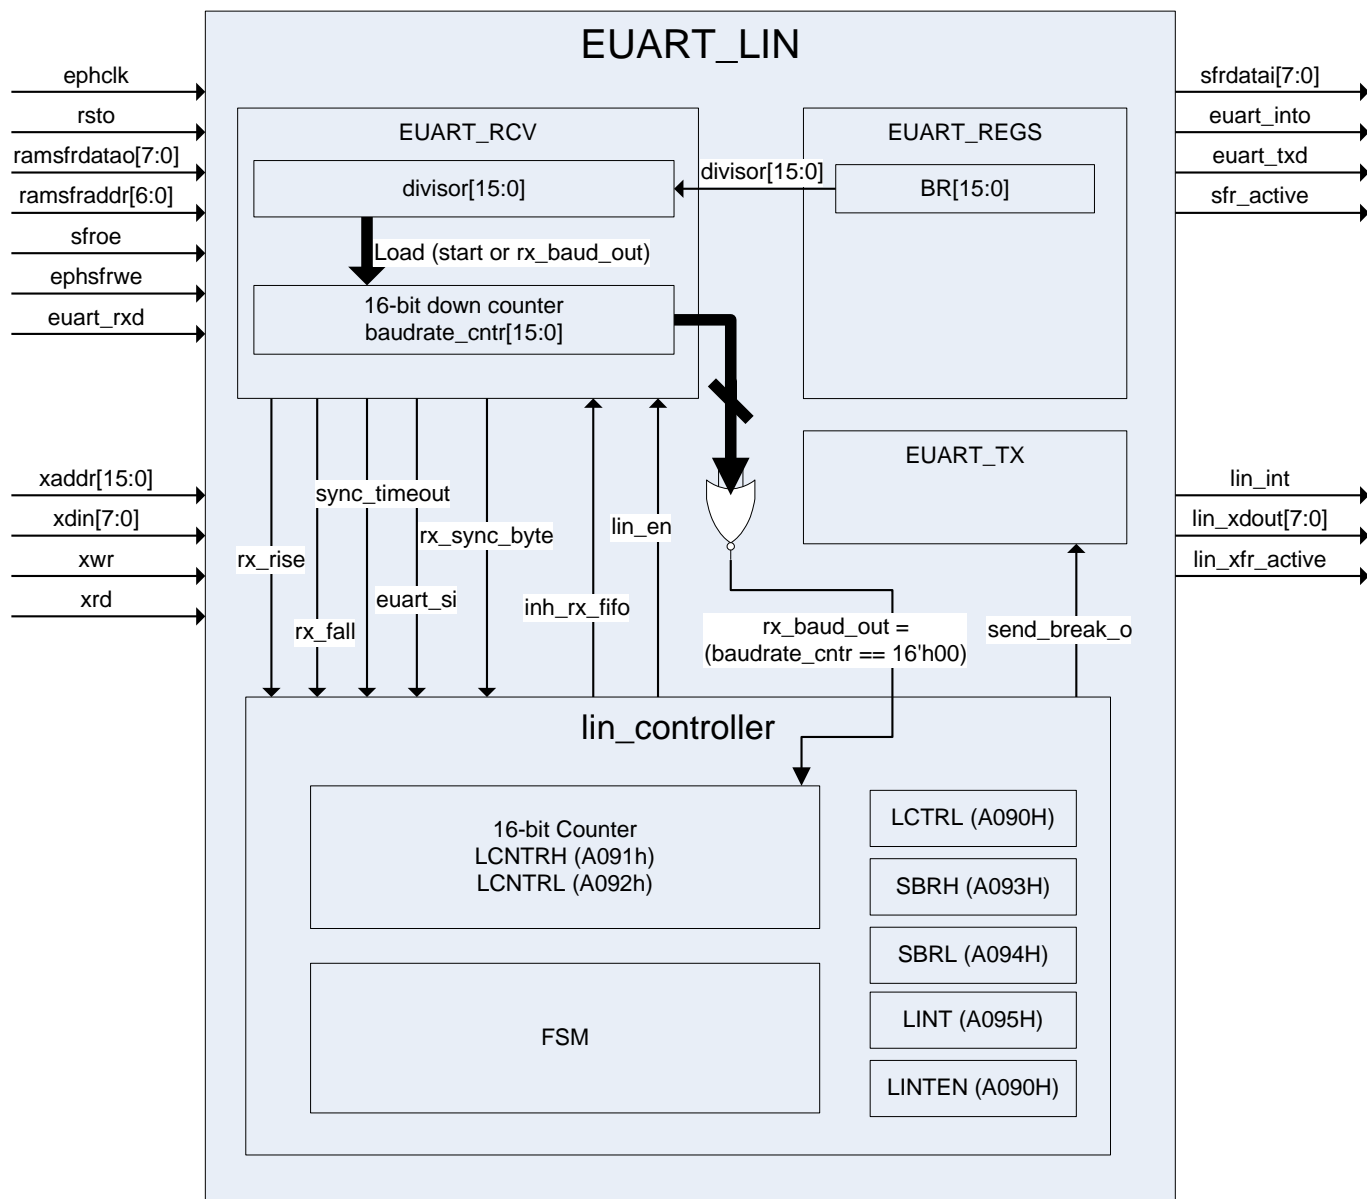 EUART_LIN
ephclk
rsto
ramsfrdatao[7:0]
ramsfraddr[6:0]
sfroe
ephsfrwe
euart_rxd
xaddr[15:0]
xdin[7:0]
xwr
xrd
EUART_RCV
divisor[15:0]
Load (start or rx_baud_out)
16-bit down counter
baudrate_cntr[15:0]
divisor[15:0]
EUART_REGS
BR[15:0]
EUART_TX
sfrdatai[7:0]
euart_into
euart_txd
sfr_active
lin_int
lin_xdout[7:0]
lin_xfr_active
rx_rise
rx_fall
sync_timeout
euart_si
rx_sync_byte
inh_rx_fifo
lin_en
rx_baud_out =
(baudrate_cntr == 16'h00)
send_break_o
lin_controller
16-bit Counter
LCNTRH (A091h)
LCNTRL (A092h)
FSM
LCTRL (A090H)
SBRH (A093H)
SBRL (A094H)
LINT (A095H)
LINTEN (A090H)